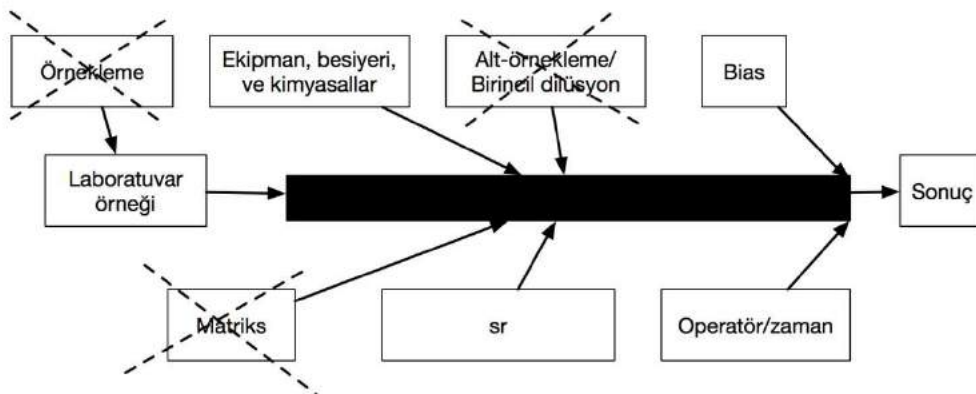 Örnekleme
Ekipman, besiyeri,
ve kimyasallar
Alt-örnekleme/
Birincil dilüsyon
Bias
Laboratuvar
örneği
Sonuç
Matriks
sr
Operatör/zaman